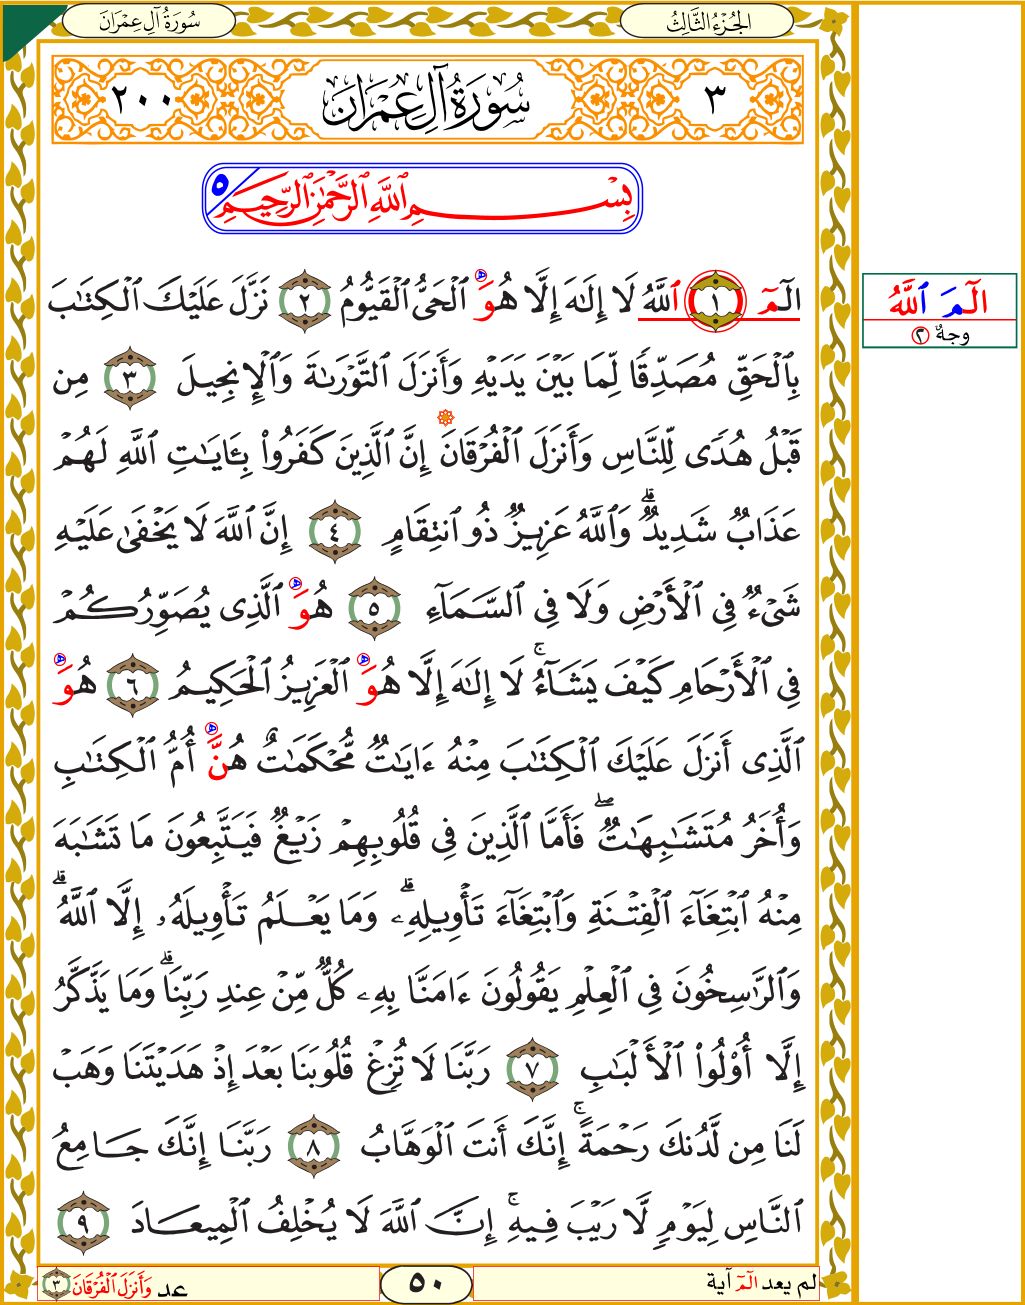 الجُزْءُ الثَّالِثُ
سُورَةُ آلِ عِمْرَانَ
٣
سُورَةُ آلِ عِمْرَانَ
٢٠٠
بِسْمِ ٱللَّهِ ٱلرَّحْمَٰنِ ٱلرَّحِيمِ ٥
الٓمٓ ١ ٱللَّهُ لَا إِلَٰهَ إِلَّا هُوَ ٱلْحَىُّ ٱلْقَيُّومُ ٢ نَزَّلَ عَلَيْكَ ٱلْكِتَٰبَ
بِٱلْحَقِّ مُصَدِّقًا لِّمَا بَيْنَ يَدَيْهِ وَأَنزَلَ ٱلتَّوْرَىٰةَ وَٱلْإِنجِيلَ ٣ مِن
قَبْلُ هُدًى لِّلنَّاسِ وَأَنزَلَ ٱلْفُرْقَانَ إِنَّ ٱلَّذِينَ كَفَرُوا۟ بِـَٔايَٰتِ ٱللَّهِ لَهُمْ
عَذَابٌ شَدِيدٌ ۗ وَٱللَّهُ عَزِيزٌ ذُو ٱنتِقَامٍ ٤ إِنَّ ٱللَّهَ لَا يَخْفَىٰ عَلَيْهِ
شَىْءٌ فِى ٱلْأَرْضِ وَلَا فِى ٱلسَّمَآءِ ٥ هُوَ ٱلَّذِى يُصَوِّرُكُمْ
فِى ٱلْأَرْحَامِ كَيْفَ يَشَآءُ ۚ لَا إِلَٰهَ إِلَّا هُوَ ٱلْعَزِيزُ ٱلْحَكِيمُ ٦ هُوَ
ٱلَّذِى أَنزَلَ عَلَيْكَ ٱلْكِتَٰبَ مِنْهُ ءَايَٰتٌ مُّحْكَمَٰتٌ هُنَّ أُمُّ ٱلْكِتَٰبِ
وَأُخَرُ مُتَشَٰبِهَٰتٌ ۖ فَأَمَّا ٱلَّذِينَ فِى قُلُوبِهِمْ زَيْغٌ فَيَتَّبِعُونَ مَا تَشَٰبَهَ
مِنْهُ ٱبْتِغَآءَ ٱلْفِتْنَةِ وَٱبْتِغَآءَ تَأْوِيلِهِۦ ۗ وَمَا يَعْلَمُ تَأْوِيلَهُۥ إِلَّا ٱللَّهُ ۗ
وَٱلرَّٰسِخُونَ فِى ٱلْعِلْمِ يَقُولُونَ ءَامَنَّا بِهِۦ كُلٌّ مِّنْ عِندِ رَبِّنَا ۗ وَمَا يَذَّكَّرُ
إِلَّا أُو۟لُوا۟ ٱلْأَلْبَٰبِ ٧ رَبَّنَا لَا تُزِغْ قُلُوبَنَا بَعْدَ إِذْ هَدَيْتَنَا وَهَبْ
لَنَا مِن لَّدُنكَ رَحْمَةً ۚ إِنَّكَ أَنتَ ٱلْوَهَّابُ ٨ رَبَّنَا إِنَّكَ جَامِعُ
ٱلنَّاسِ لِيَوْمٍ لَّا رَيْبَ فِيهِ ۚ إِنَّ ٱللَّهَ لَا يُخْلِفُ ٱلْمِيعَادَ ٩
الٓمَ ٱللَّهُ
وجهٌ ٢
لم يعد الٓمٓ آية
٥٠
عد وَأَنزَلَ ٱلْفُرْقَانَ ٣